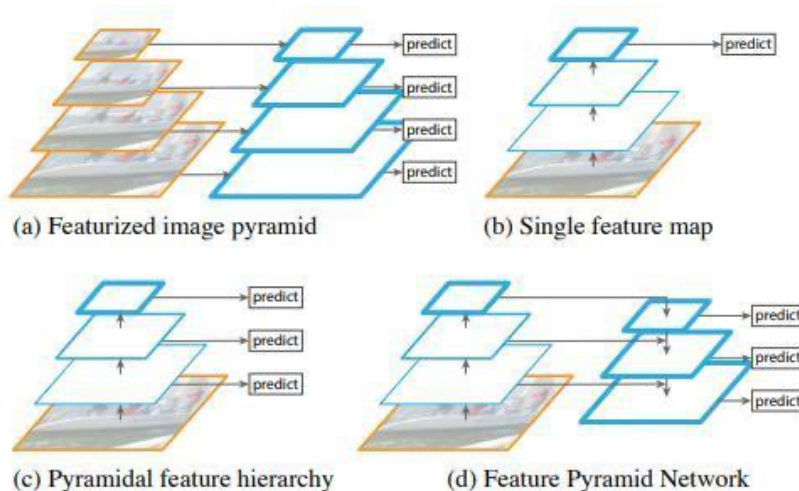 predict
predict
predict
predict
(a) Featurized image pyramid
predict
(b) Single feature map
predict
predict
predict
(c) Pyramidal feature hierarchy
predict
predict
predict
(d) Feature Pyramid Network